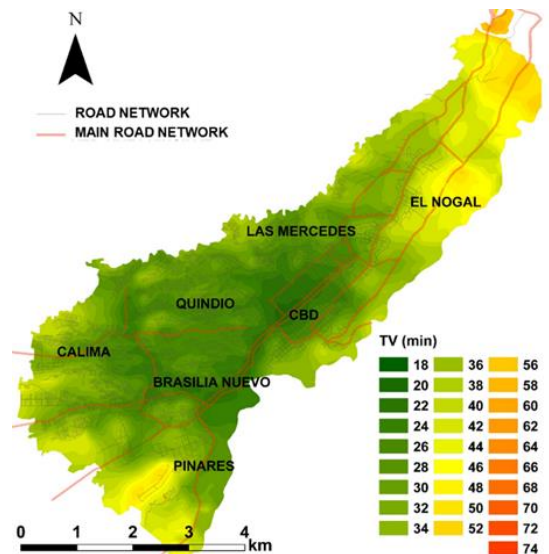 N
ROAD NETWORK
MAIN ROAD NETWORK
EL NOGAL
LAS MERCEDES
QUINDIO
CBD
CALIMA
BRASILIA NUEVO
PINARES
TV (min)
18 36 56
20 38 58
22 40 60
24 42 62
26 44 64
28 46 66
30 48 68
32 50 70
34 52 72
74
0 1 2 3 4
km